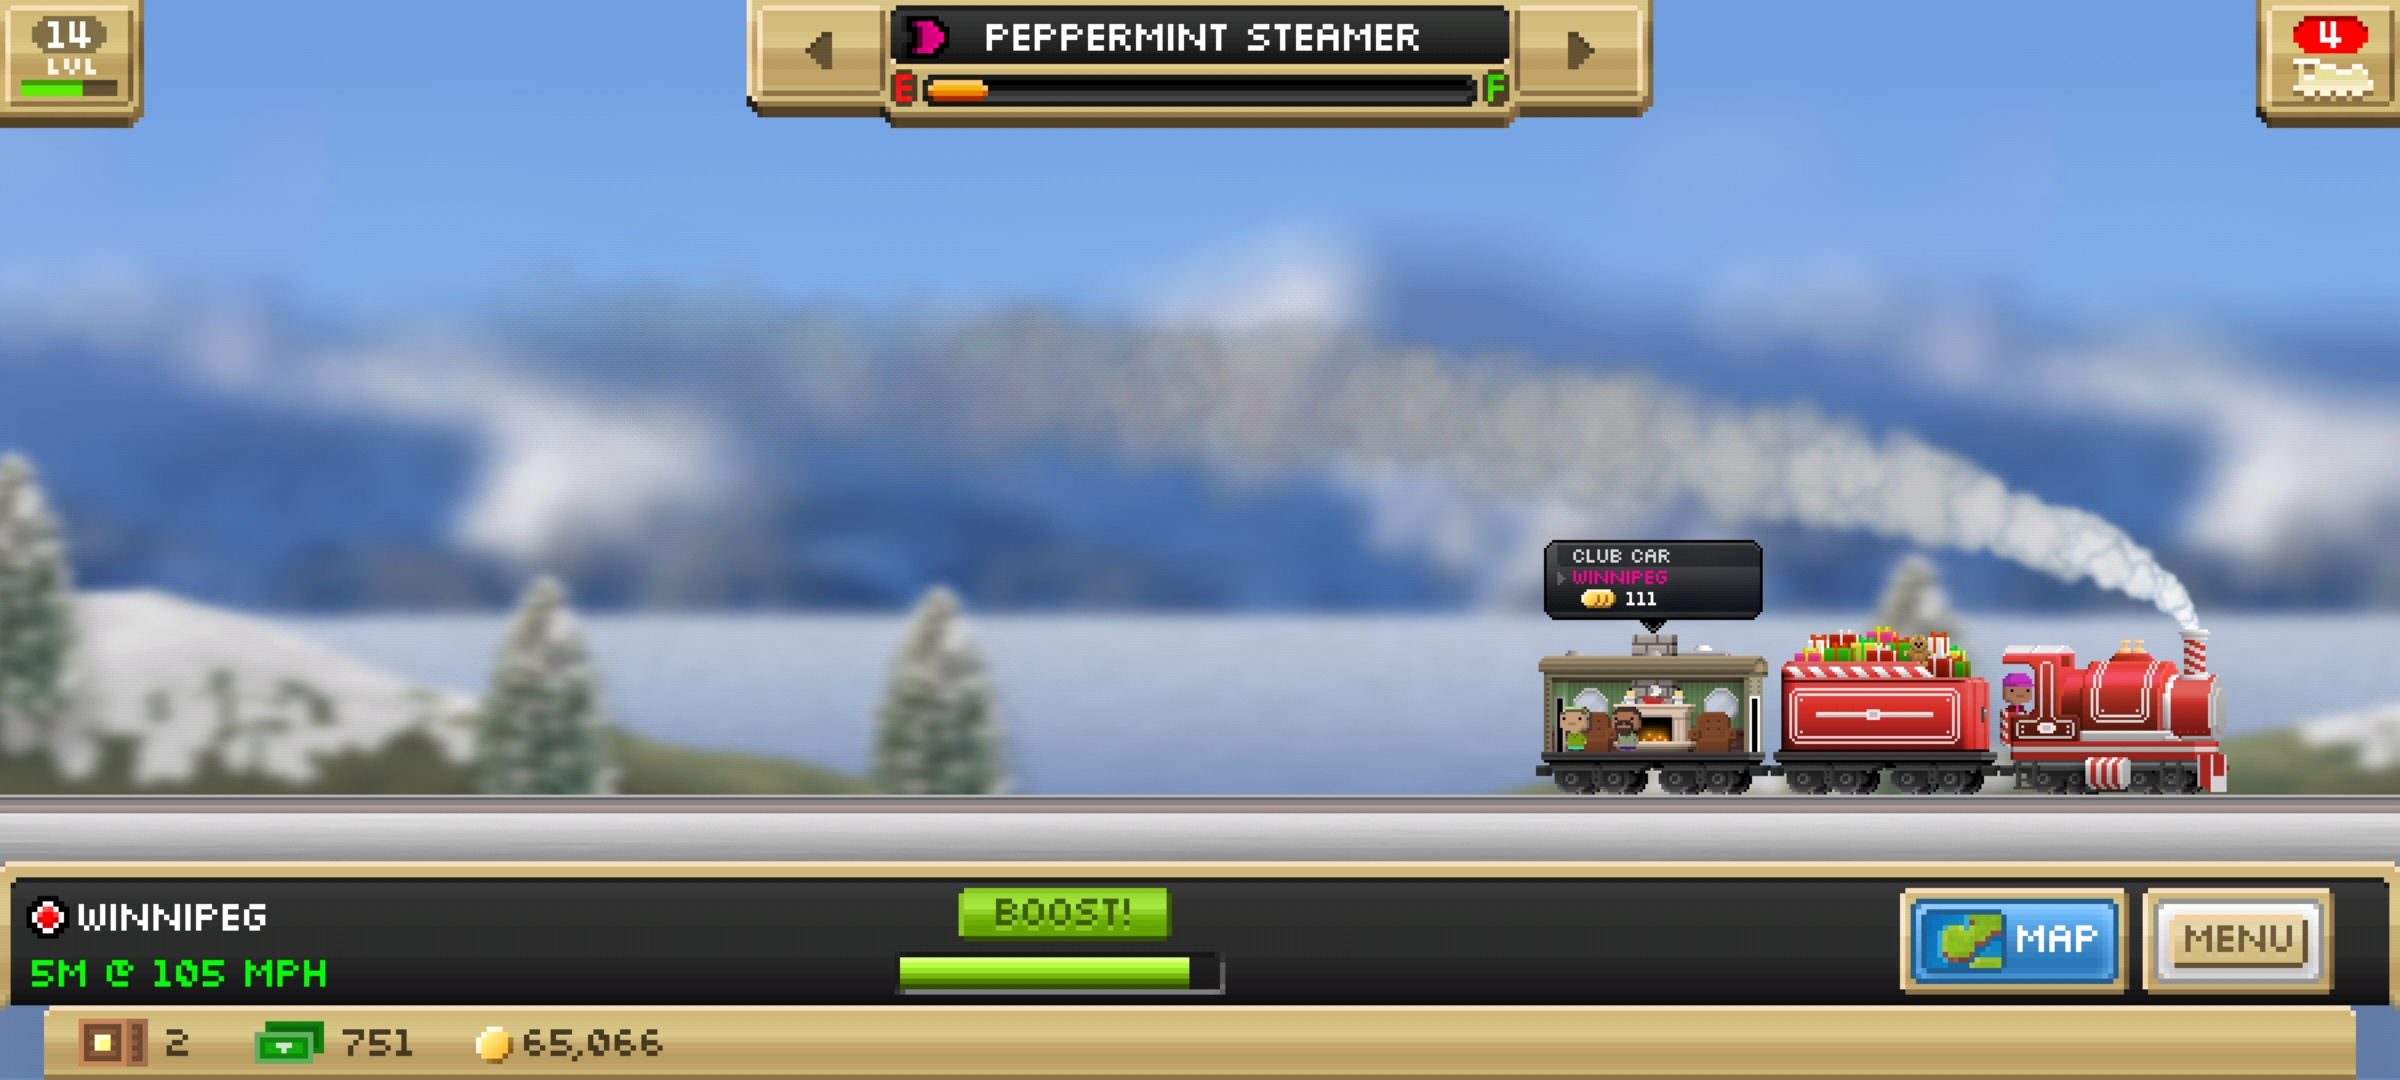 14
LVL
PEPPERMINT STEAMER
E
F
4
CLUB CAR
WINNIPEG
111
WINNIPEG
5M @ 105 MPH
BOOST!
MAP
MENU
2
751
65,066